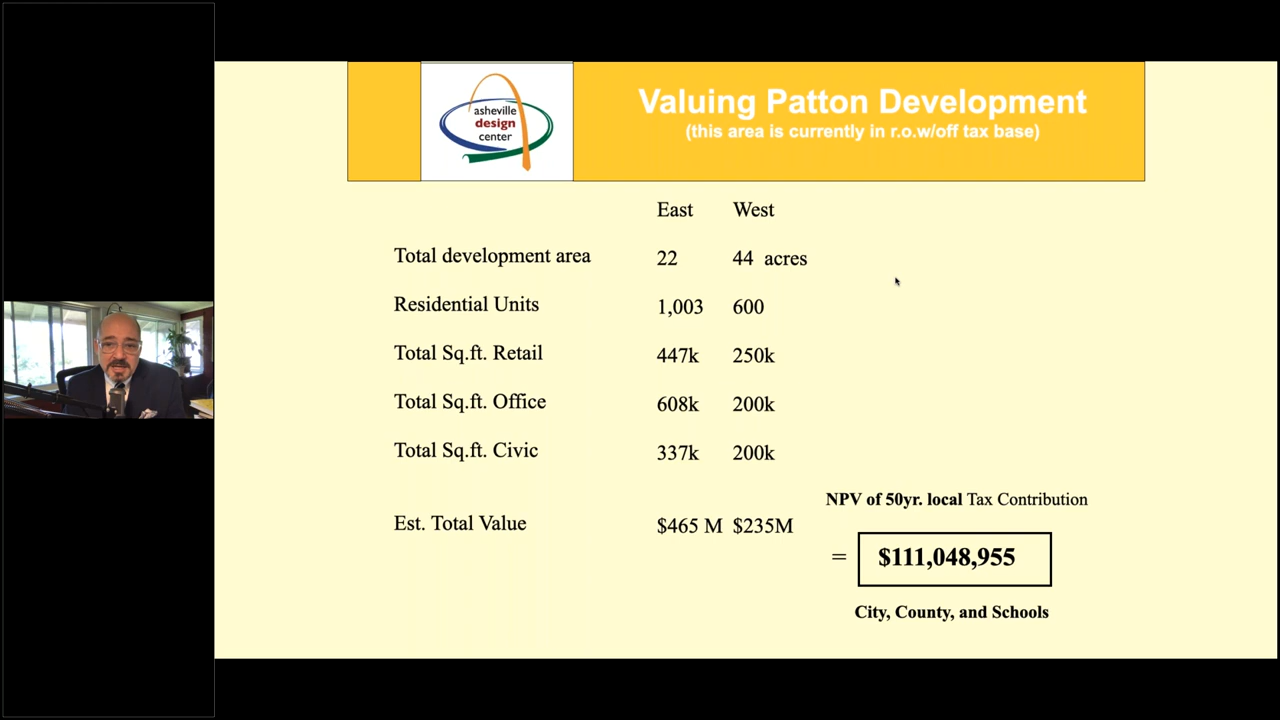 asheville
design
center
Valuing Patton Development
(this area is currently in r.o.w/off tax base)
East West
Total development area 22 44 acres
Residential Units 1,003 600
Total Sq.ft. Retail 447k 250k
Total Sq.ft. Office 608k 200k
Total Sq.ft. Civic 337k 200k
NPV of 50yr. local Tax Contribution
Est. Total Value $465 M $235M
= $111,048,955
City, County, and Schools